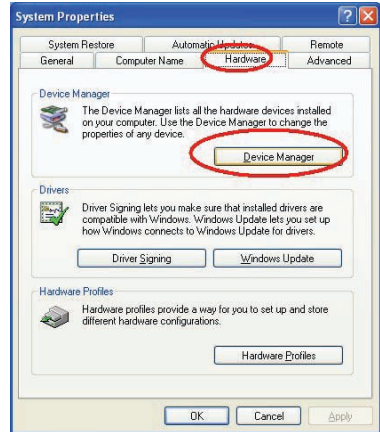 System Properties
System Restore Automatic Updates Remote
General Computer Name Hardware Advanced
Device Manager
The Device Manager lists all the hardware devices installed
on your computer. Use the Device Manager to change the
properties of any device.
Device Manager
Drivers
Driver Signing lets you make sure that installed drivers are
compatible with Windows. Windows Update lets you set up
how Windows connects to Windows Update for drivers.
Driver Signing Windows Update
Hardware Profiles
Hardware profiles provide a way for you to set up and store
different hardware configurations.
Hardware Profiles
OK Cancel Apply